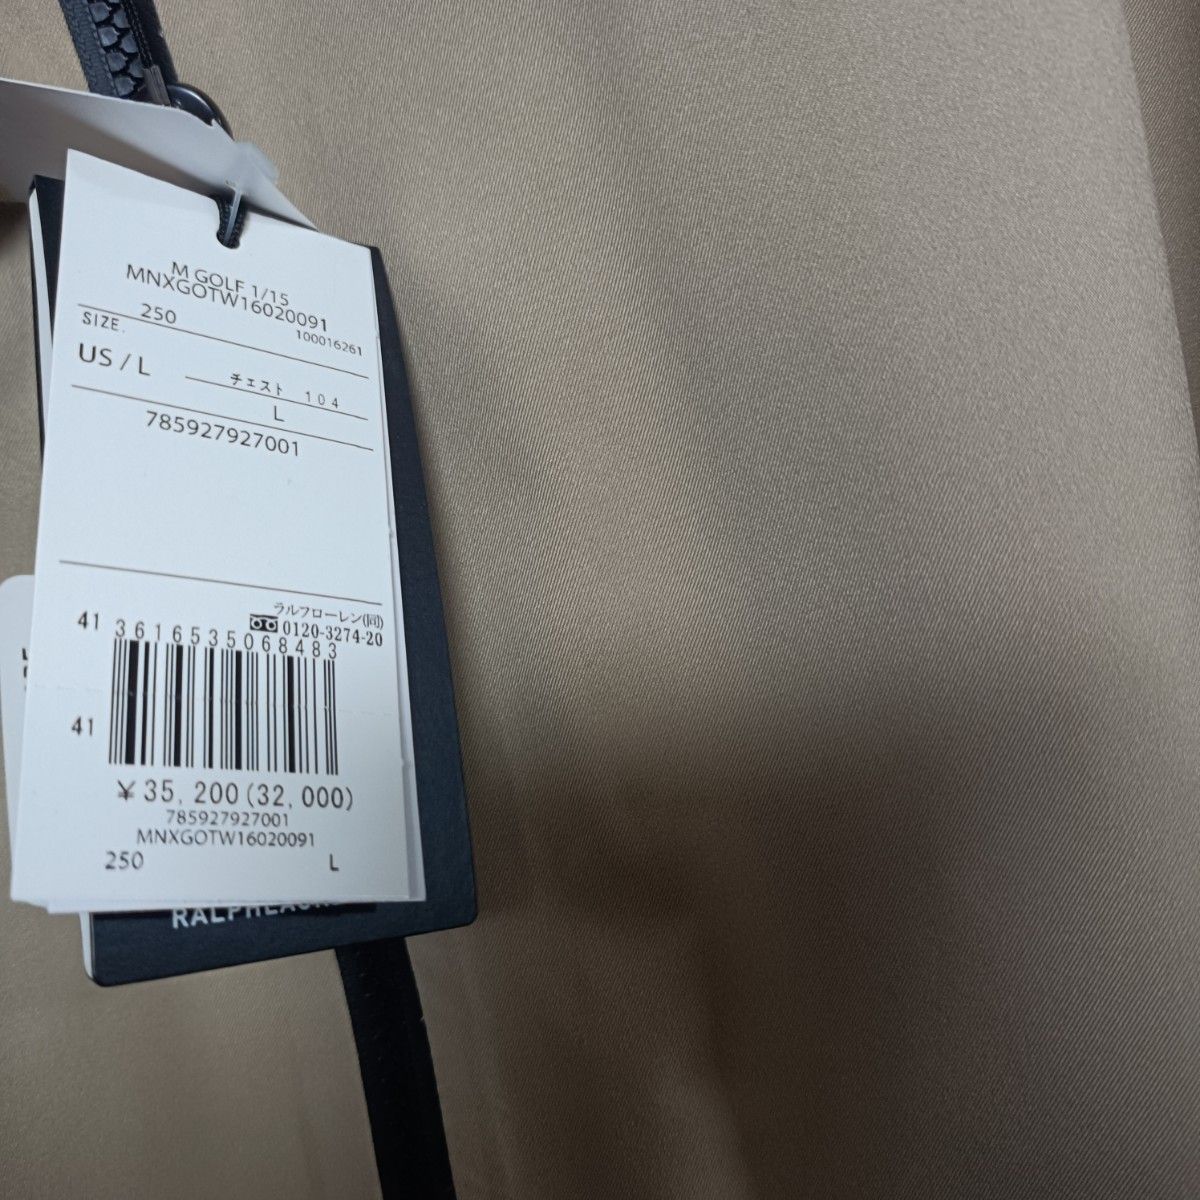 M GOLF 1/15
MNXGOTW16020091
250
100016261
SIZE.
US / L
チェスト 104
L
785927927001
ラルフローレン(同)
0120-3274-20
41
3616535068483
41
¥35,200(32,000)
785927927001
MNXGOTW16020091
250 L